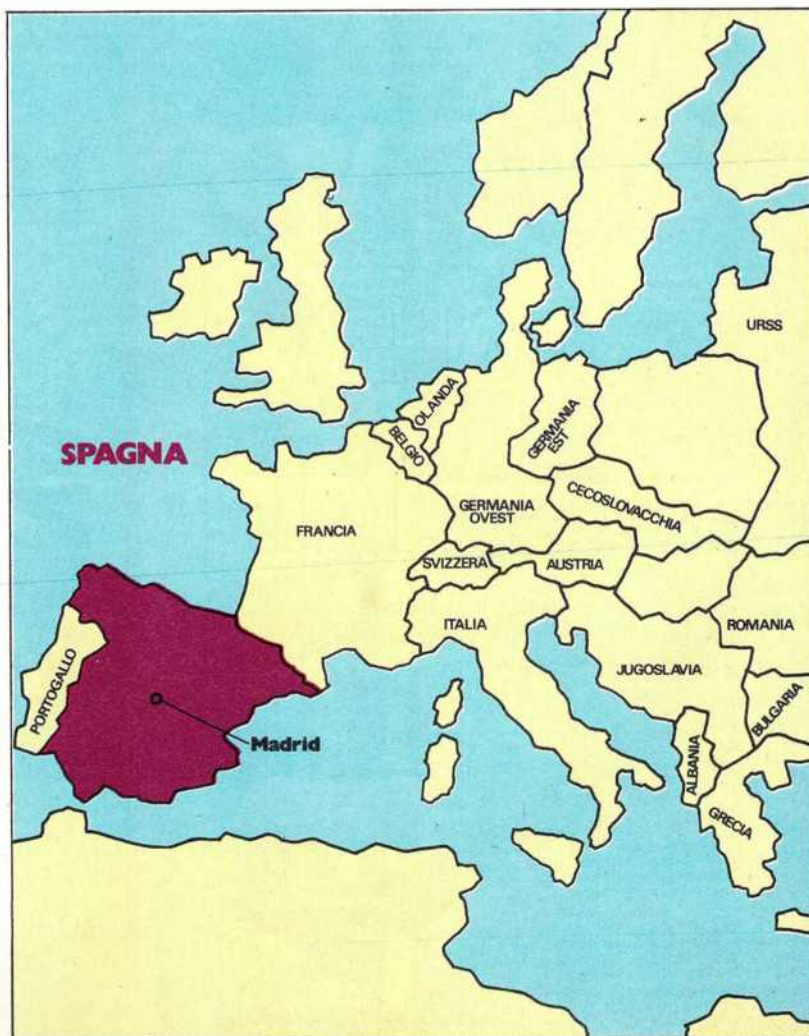 URSS
OLANDA
BELGIO
GERMANIA
EST
SPAGNA
CECOSLOVACCHIA
GERMANIA
OVEST
FRANCIA
SVIZZERA
AUSTRIA
ITALIA
ROMANIA
PORTOGALLO
JUGOSLAVIA
BULGARIA
Madrid
ALBANIA
GRECIA